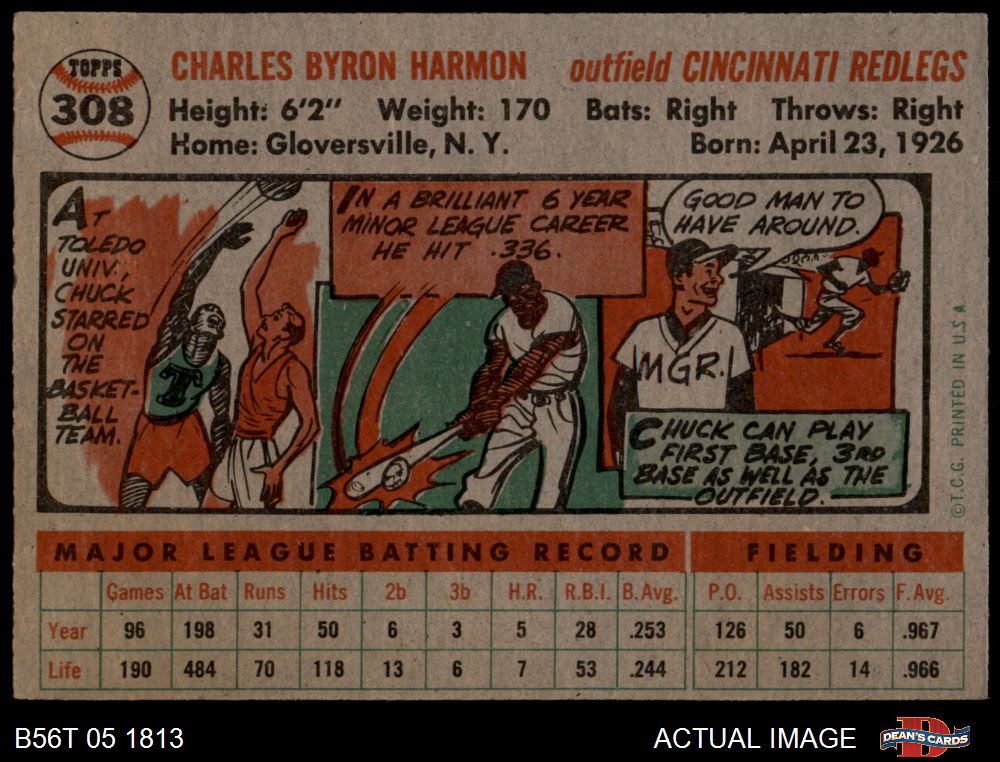 TOPPS
308
CHARLES BYRON HARMON outfield CINCINNATI REDLEGS
Height: 6'2" Weight: 170 Bats: Right Throws: Right
Home: Gloversville, N. Y. Born: April 23, 1926
AT
TOLEDO
UNIV.,
CHUCK
STARRED
ON
THE
BASKET-
BALL
TEAM.
T
IN A BRILLIANT 6 YEAR
MINOR LEAGUE CAREER
HE HIT .336.
GOOD MAN TO
HAVE AROUND.
MGR.
CHUCK CAN PLAY
FIRST BASE, 3RD
BASE AS WELL AS THE
OUTFIELD.
©T.C.G. PRINTED IN U.S.A.
MAJOR LEAGUE BATTING RECORD FIELDING
Games At Bat Runs Hits 2b 3b H.R. R.B.I. B.Avg. P.O. Assists Errors F.Avg.
Year 96 198 31 50 6 3 5 28 .253 126 50 6 .967
Life 190 484 70 118 13 6 7 53 .244 212 182 14 .966
B56T 05 1813 ACTUAL IMAGE
D
DEAN'S CARDS